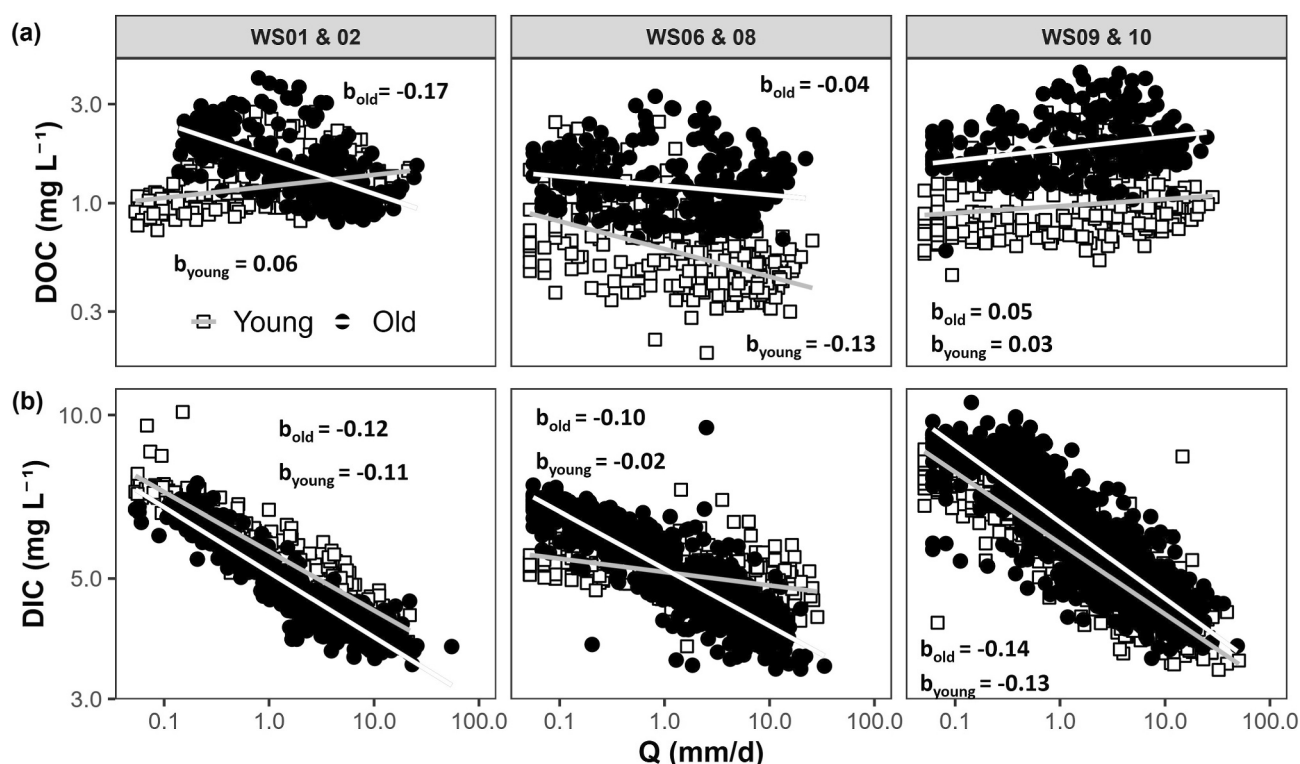 (a)
WS01 & 02
WS06 & 08
WS09 & 10
DOC (mg L⁻¹)
3.0
1.0
0.3
b_old = -0.17
b_young = 0.06
Young Old
b_old = -0.04
b_young = -0.13
b_old = 0.05
b_young = 0.03
(b)
DIC (mg L⁻¹)
10.0
5.0
3.0
b_old = -0.12
b_young = -0.11
b_old = -0.10
b_young = -0.02
b_old = -0.14
b_young = -0.13
0.1 1.0 10.0 100.0
0.1 1.0 10.0 100.0
0.1 1.0 10.0 100.0
Q (mm/d)